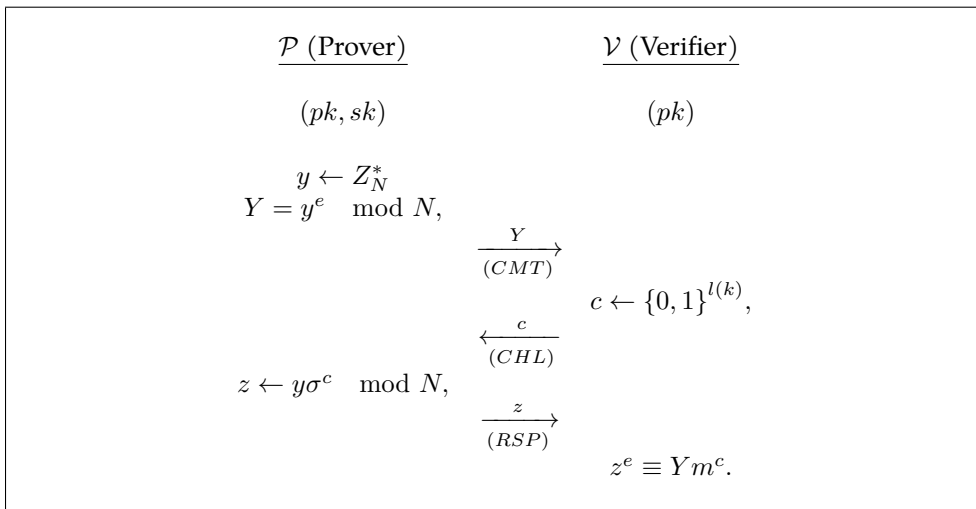 𝒫 (Prover) 𝒱 (Verifier)
(pk, sk) (pk)
y ← Z*_N
Y = y^e mod N,
Y
(CMT)
c ← {0, 1}^{l(k)},
c
(CHL)
z ← yσ^c mod N,
z
(RSP)
z^e ≡ Ym^c.